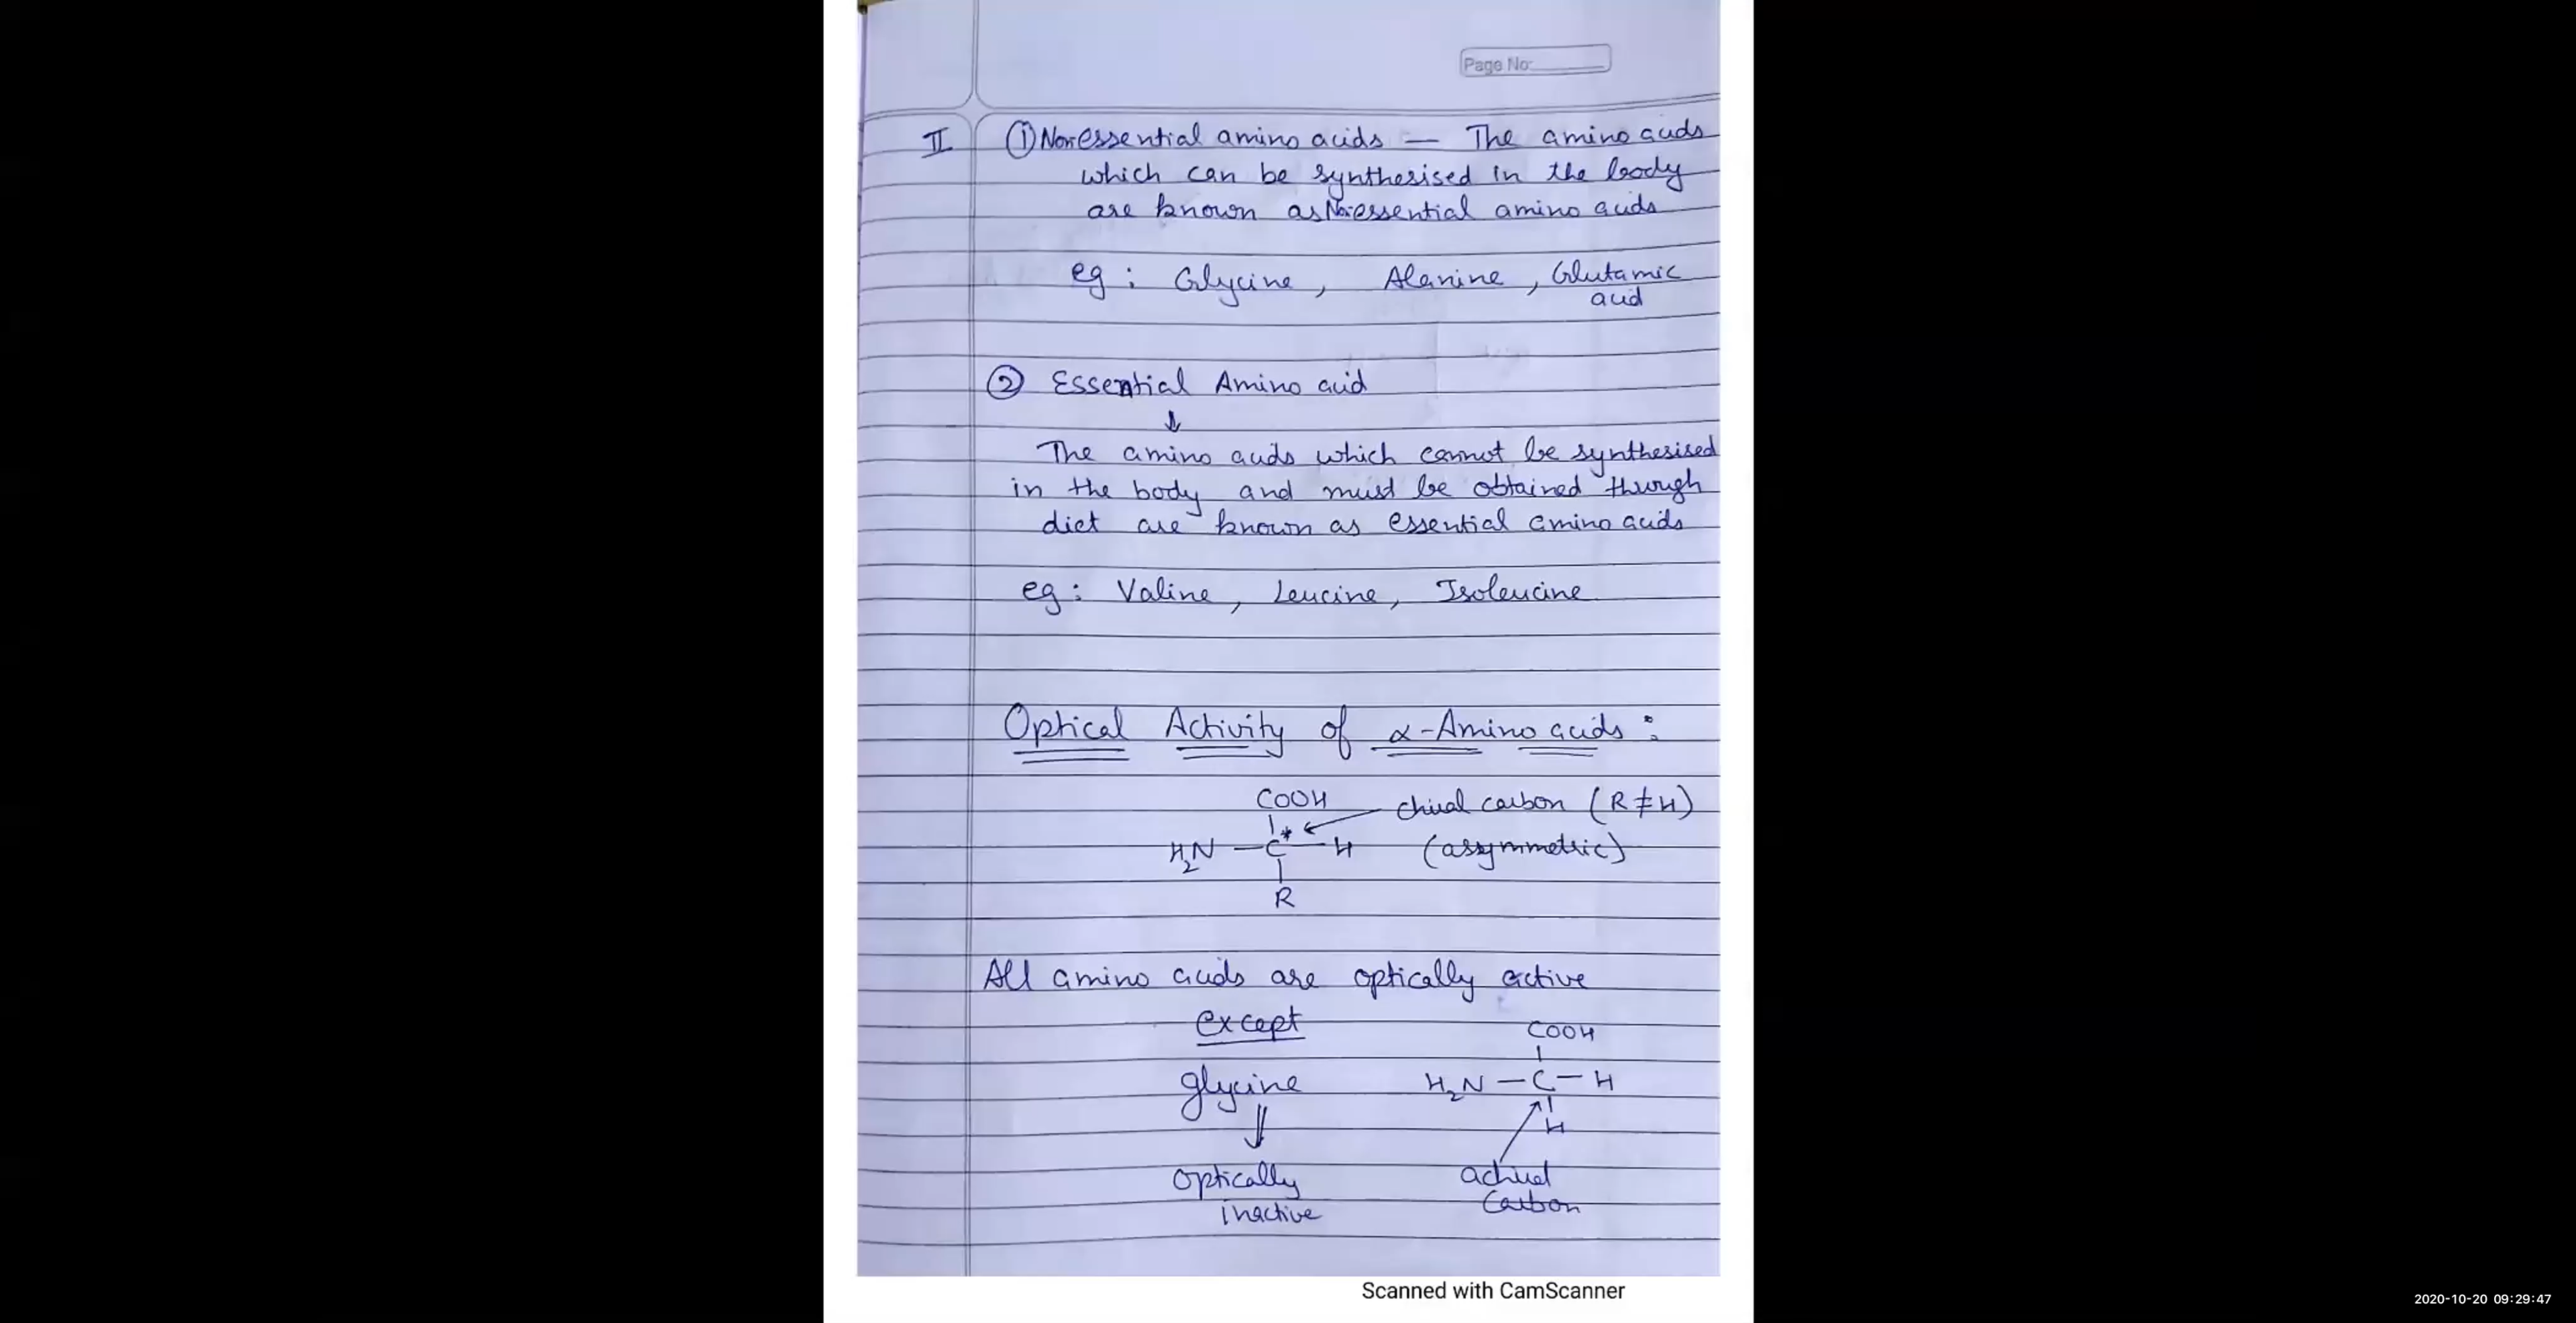 Page No:
II ① Non essential amino acids — The amino acids
which can be synthesised in the body
are known as Non essential amino acids
eg : Glycine , Alanine , Glutamic
acid
② Essential Amino acid
↓
The amino acids which cannot be synthesised
in the body and must be obtained through
diet are known as essential amino acids
eg : Valine , Leucine , Isoleucine
Optical Activity of α-Amino acids :
COOH chiral carbon (R ≠ H)
H₂N — C* — H (assymmetric)
R
All amino acids are optically active
except
COOH
glycine H₂N — C — H
H
optically achiral
inactive Carbon
Scanned with CamScanner
2020-10-20 09:29:47